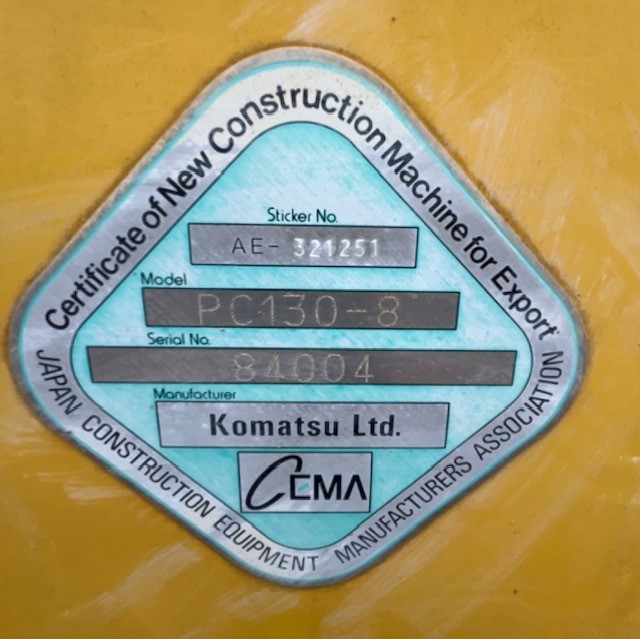 Certificate of New Construction Machine for Export
Sticker No.
AE- 321251
Model
PC130-8
Serial No.
84004
Manufacturer
Komatsu Ltd.
CEMA
JAPAN CONSTRUCTION EQUIPMENT MANUFACTURERS ASSOCIATION